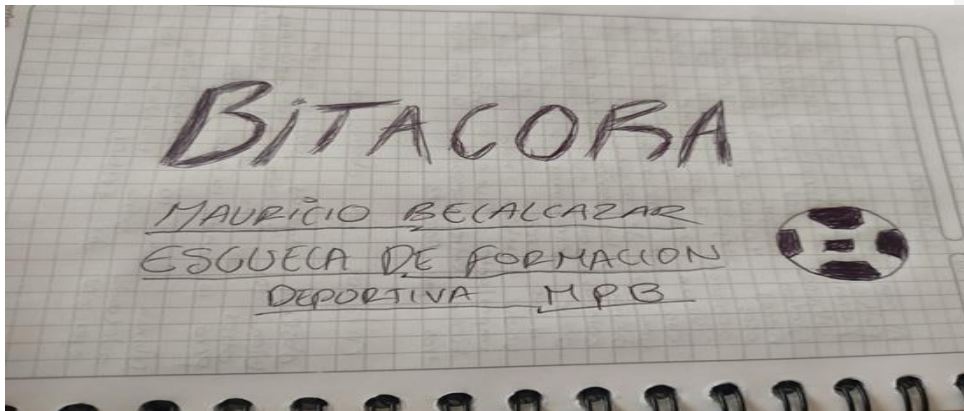 BiTACORA
MAURiCiO BELALCAZAR
ESCUELA DE FORMACION
DEPORTIVA MPB